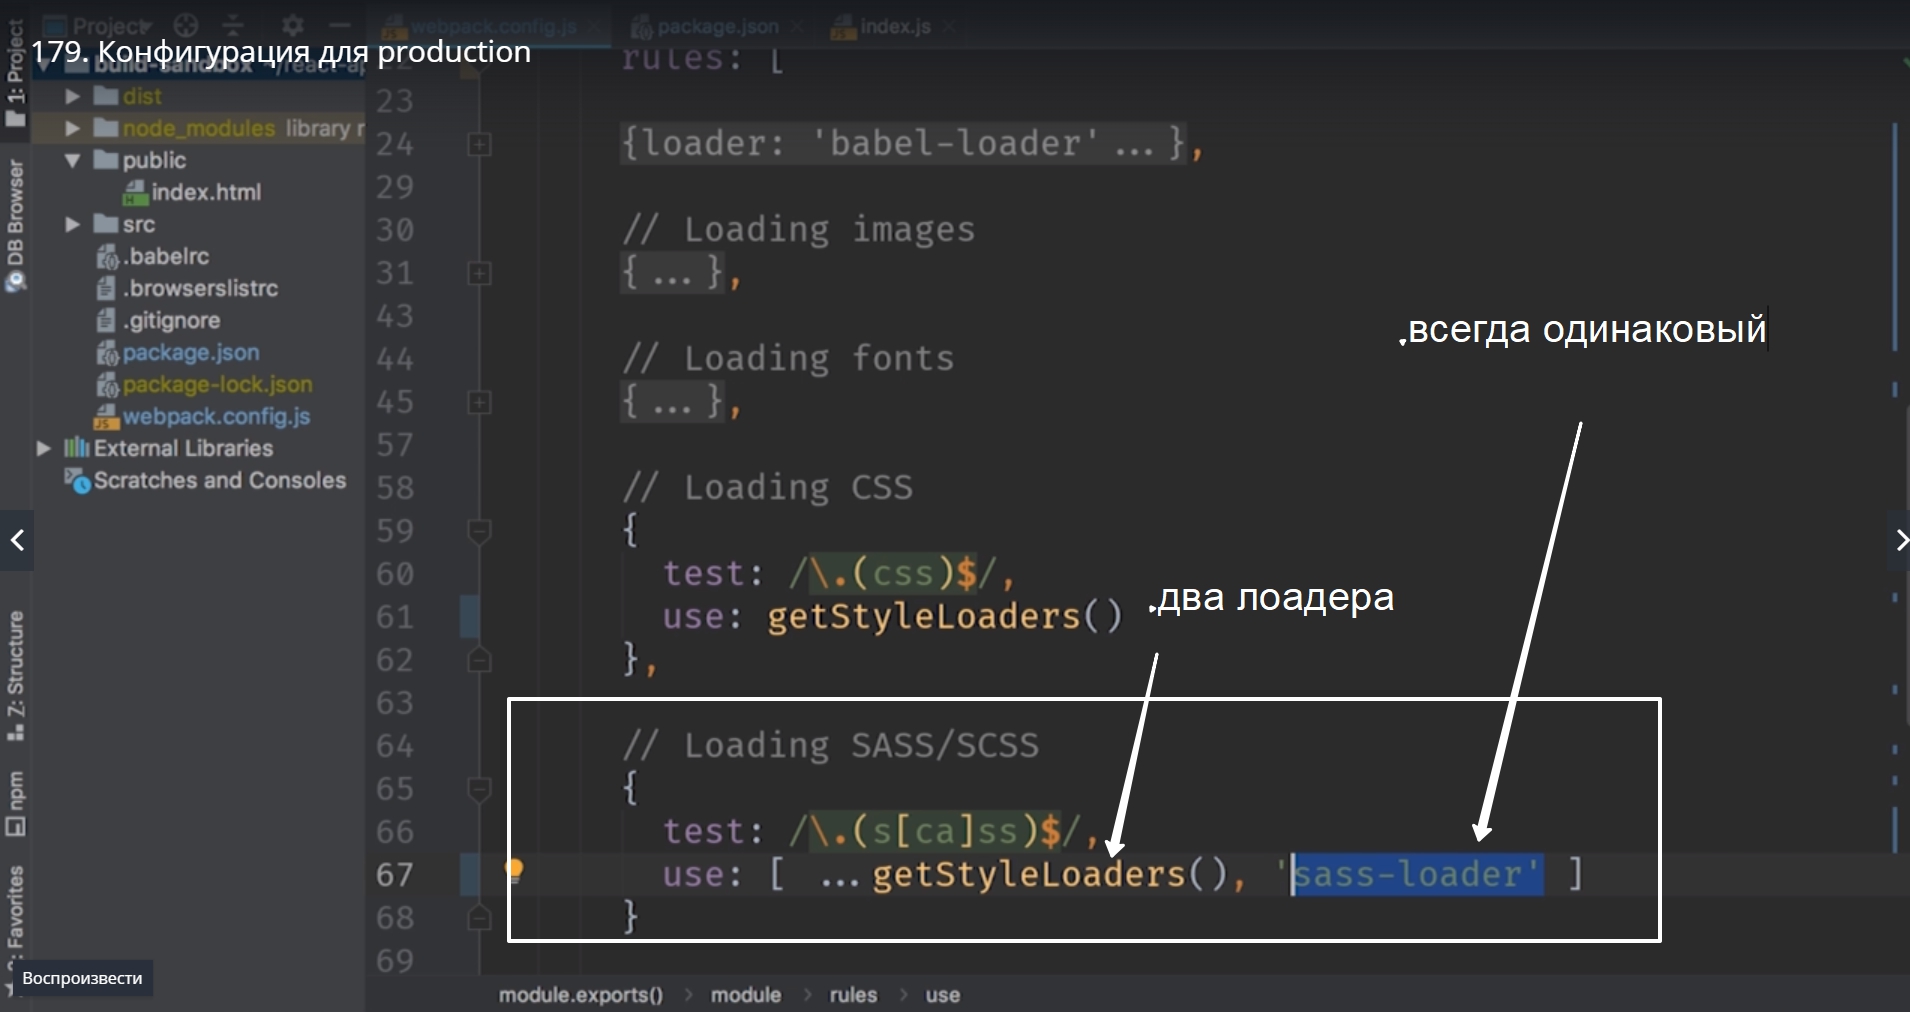 Project
webpack.config.js
package.json
index.js
179. Конфигурация для production
1: Project
build-sandbox ~/react-ap
rules: [
dist
23
node_modules library r
24 {loader: 'babel-loader' ... },
public
29
index.html
30 // Loading images
src
31 { ... },
.babelrc
DB Browser
.browserslistrc
43
.всегда одинаковый
.gitignore
44 // Loading fonts
package.json
45 { ... },
package-lock.json
webpack.config.js
57
External Libraries
58 // Loading CSS
Scratches and Consoles
59 {
60 test: /\.(css)$/,
61 use: getStyleLoaders()
.два лоадера
62 },
Z: Structure
63
64 // Loading SASS/SCSS
65 {
npm
66 test: /\.(s[ca]ss)$/,
67 use: [ ...getStyleLoaders(), 'sass-loader' ]
68 }
Favorites
69
Воспроизвести
module.exports() > module > rules > use